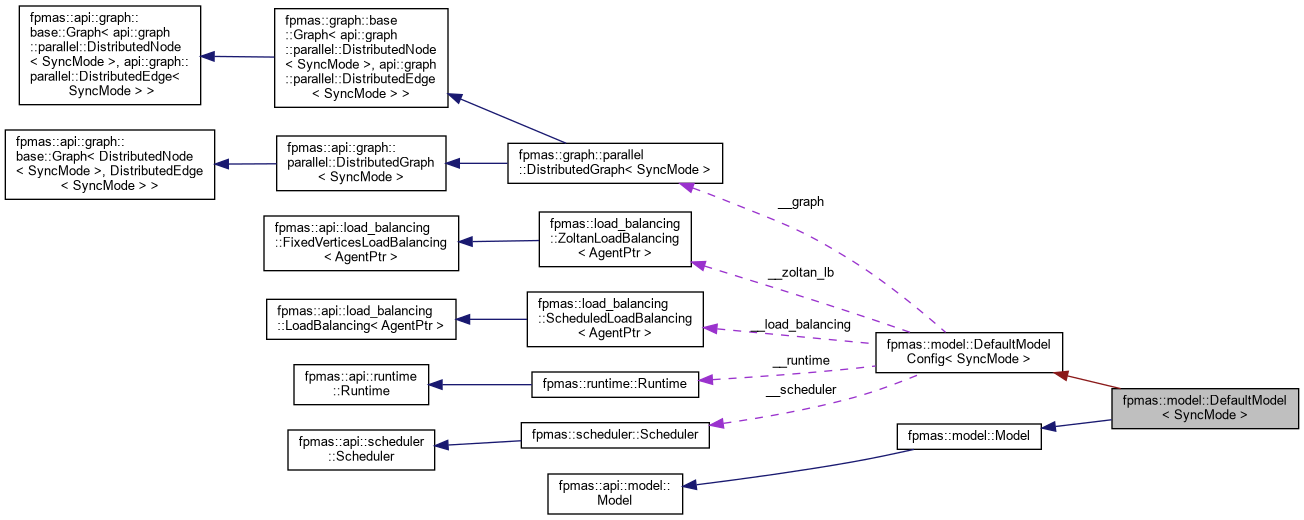 fpmas::api::graph::
base::Graph< api::graph
::parallel::DistributedNode
< SyncMode >, api::graph::
parallel::DistributedEdge<
SyncMode > >
fpmas::graph::base
::Graph< api::graph
::parallel::DistributedNode
< SyncMode >, api::graph
::parallel::DistributedEdge
< SyncMode > >
fpmas::api::graph::
base::Graph< DistributedNode
< SyncMode >, DistributedEdge
< SyncMode > >
fpmas::api::graph::
parallel::DistributedGraph
< SyncMode >
fpmas::graph::parallel
::DistributedGraph< SyncMode >
__graph
fpmas::api::load_balancing
::FixedVerticesLoadBalancing
< AgentPtr >
fpmas::load_balancing
::ZoltanLoadBalancing
< AgentPtr >
__zoltan_lb
fpmas::api::load_balancing
::LoadBalancing< AgentPtr >
fpmas::load_balancing
::ScheduledLoadBalancing
< AgentPtr >
__load_balancing
fpmas::model::DefaultModel
Config< SyncMode >
fpmas::api::runtime
::Runtime
fpmas::runtime::Runtime
__runtime
__scheduler
fpmas::model::DefaultModel
< SyncMode >
fpmas::api::scheduler
::Scheduler
fpmas::scheduler::Scheduler
fpmas::model::Model
fpmas::api::model::
Model